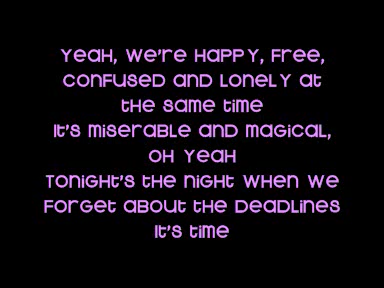 Yeah, we're happy, free,
confused and lonely at
the same time
It's miserable and magical,
oh yeah
Tonight's the night when we
forget about the deadlines
It's time